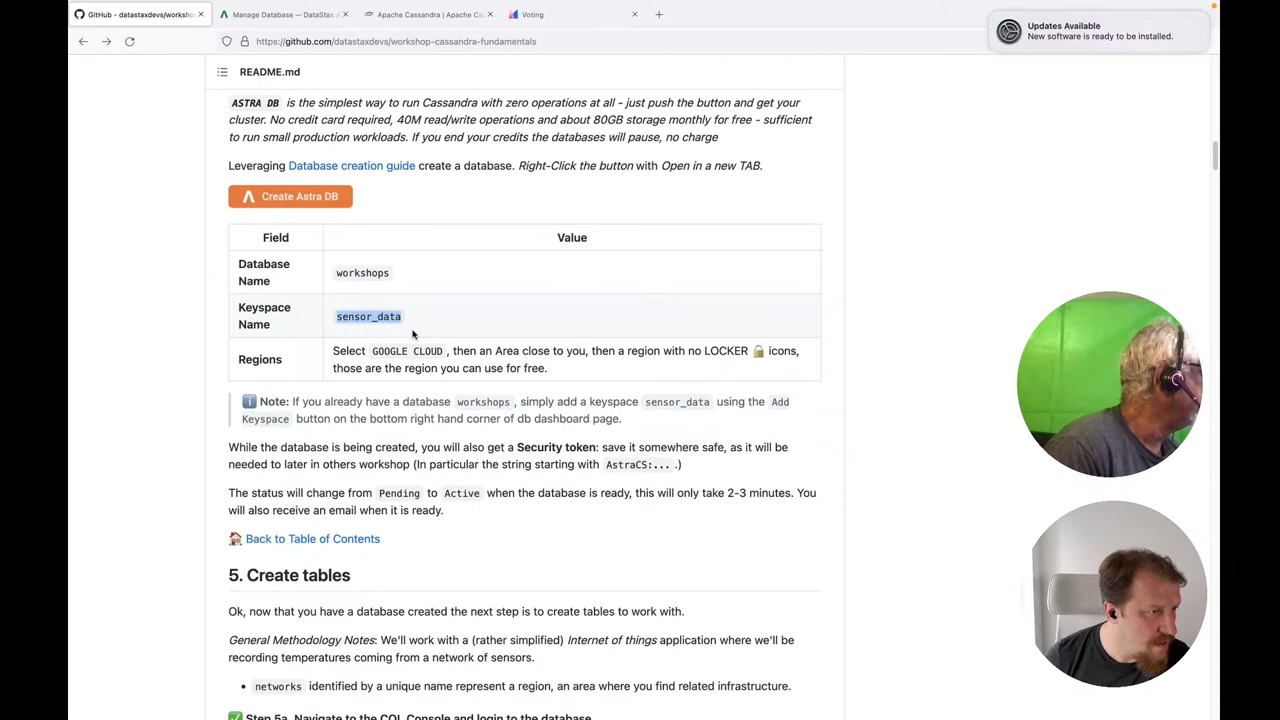 GitHub - datastaxdevs/worksho
Manage Database — DataStax A
Apache Cassandra | Apache Ca
Voting
Updates Available
New software is ready to be installed.
https://github.com/datastaxdevs/workshop-cassandra-fundamentals
README.md
ASTRA DB is the simplest way to run Cassandra with zero operations at all - just push the button and get your
cluster. No credit card required, 40M read/write operations and about 80GB storage monthly for free - sufficient
to run small production workloads. If you end your credits the databases will pause, no charge
Leveraging Database creation guide create a database. Right-Click the button with Open in a new TAB.
Create Astra DB
Field
Value
Database
Name
workshops
Keyspace
Name
sensor_data
Regions
Select GOOGLE CLOUD, then an Area close to you, then a region with no LOCKER 🔒 icons,
those are the region you can use for free.
ℹ️ Note: If you already have a database workshops, simply add a keyspace sensor_data using the Add
Keyspace button on the bottom right hand corner of db dashboard page.
While the database is being created, you will also get a Security token: save it somewhere safe, as it will be
needed to later in others workshop (In particular the string starting with AstraCS:... .)
The status will change from Pending to Active when the database is ready, this will only take 2-3 minutes. You
will also receive an email when it is ready.
🏠 Back to Table of Contents
5. Create tables
Ok, now that you have a database created the next step is to create tables to work with.
General Methodology Notes: We'll work with a (rather simplified) Internet of things application where we'll be
recording temperatures coming from a network of sensors.
• networks identified by a unique name represent a region, an area where you find related infrastructure.
✅ Step 5a. Navigate to the CQL Console and login to the database